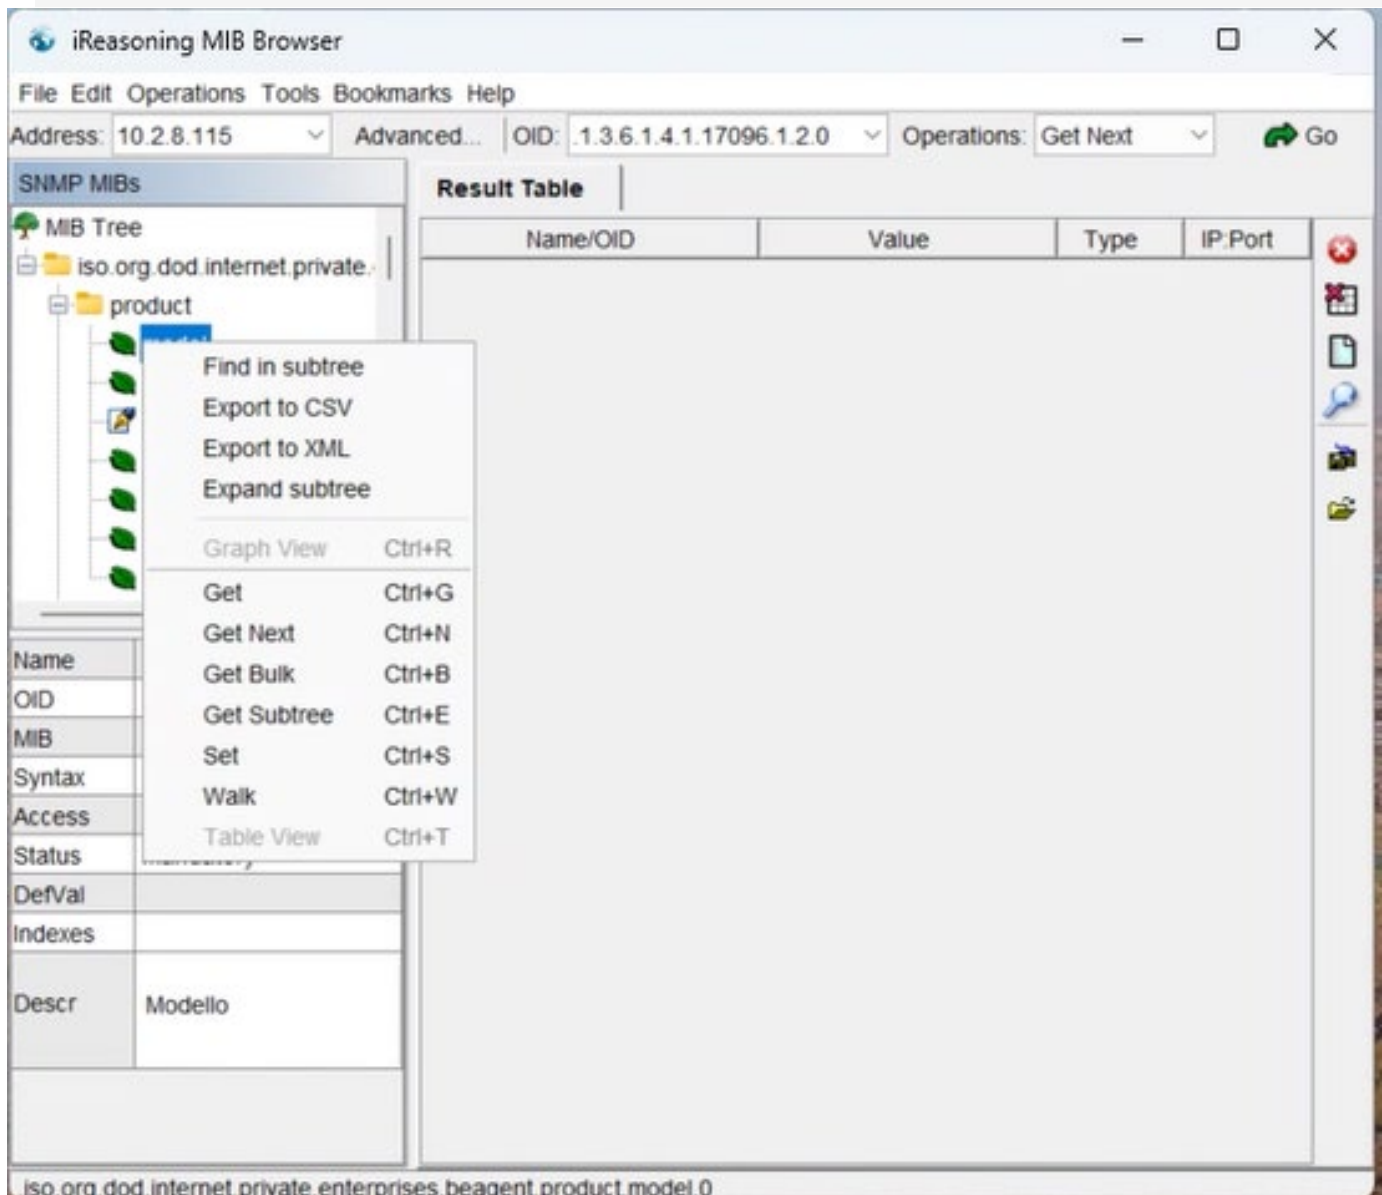 iReasoning MIB Browser
File Edit Operations Tools Bookmarks Help
Address: 10.2.8.115 Advanced... OID: .1.3.6.1.4.1.17096.1.2.0 Operations: Get Next Go
SNMP MIBs
Result Table
MIB Tree
Name/OID Value Type IP:Port
iso.org.dod.internet.private.
product
model
Find in subtree
Export to CSV
Export to XML
Expand subtree
Graph View Ctrl+R
Get Ctrl+G
Get Next Ctrl+N
Get Bulk Ctrl+B
Get Subtree Ctrl+E
Set Ctrl+S
Walk Ctrl+W
Table View Ctrl+T
Name
OID
MIB
Syntax
Access
Status
DefVal
Indexes
Descr Modello
iso.org.dod.internet.private.enterprises.beagent.product.model.0